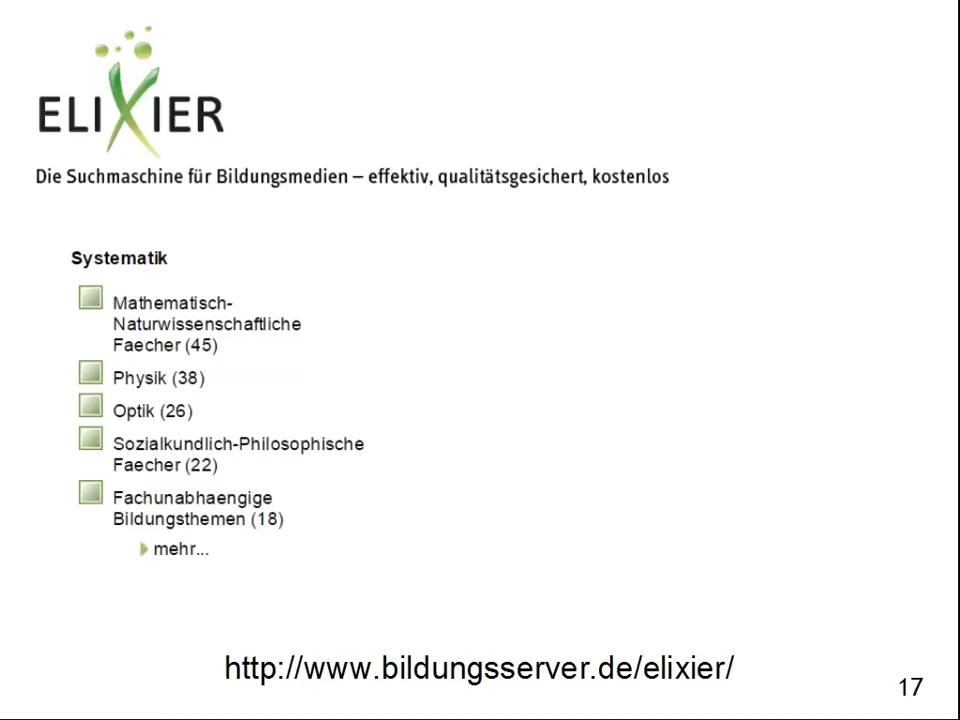 ELIXIER
Die Suchmaschine für Bildungsmedien – effektiv, qualitätsgesichert, kostenlos
Systematik
Mathematisch-
Naturwissenschaftliche
Faecher (45)
Physik (38)
Optik (26)
Sozialkundlich-Philosophische
Faecher (22)
Fachunabhaengige
Bildungsthemen (18)
mehr...
http://www.bildungsserver.de/elixier/
17